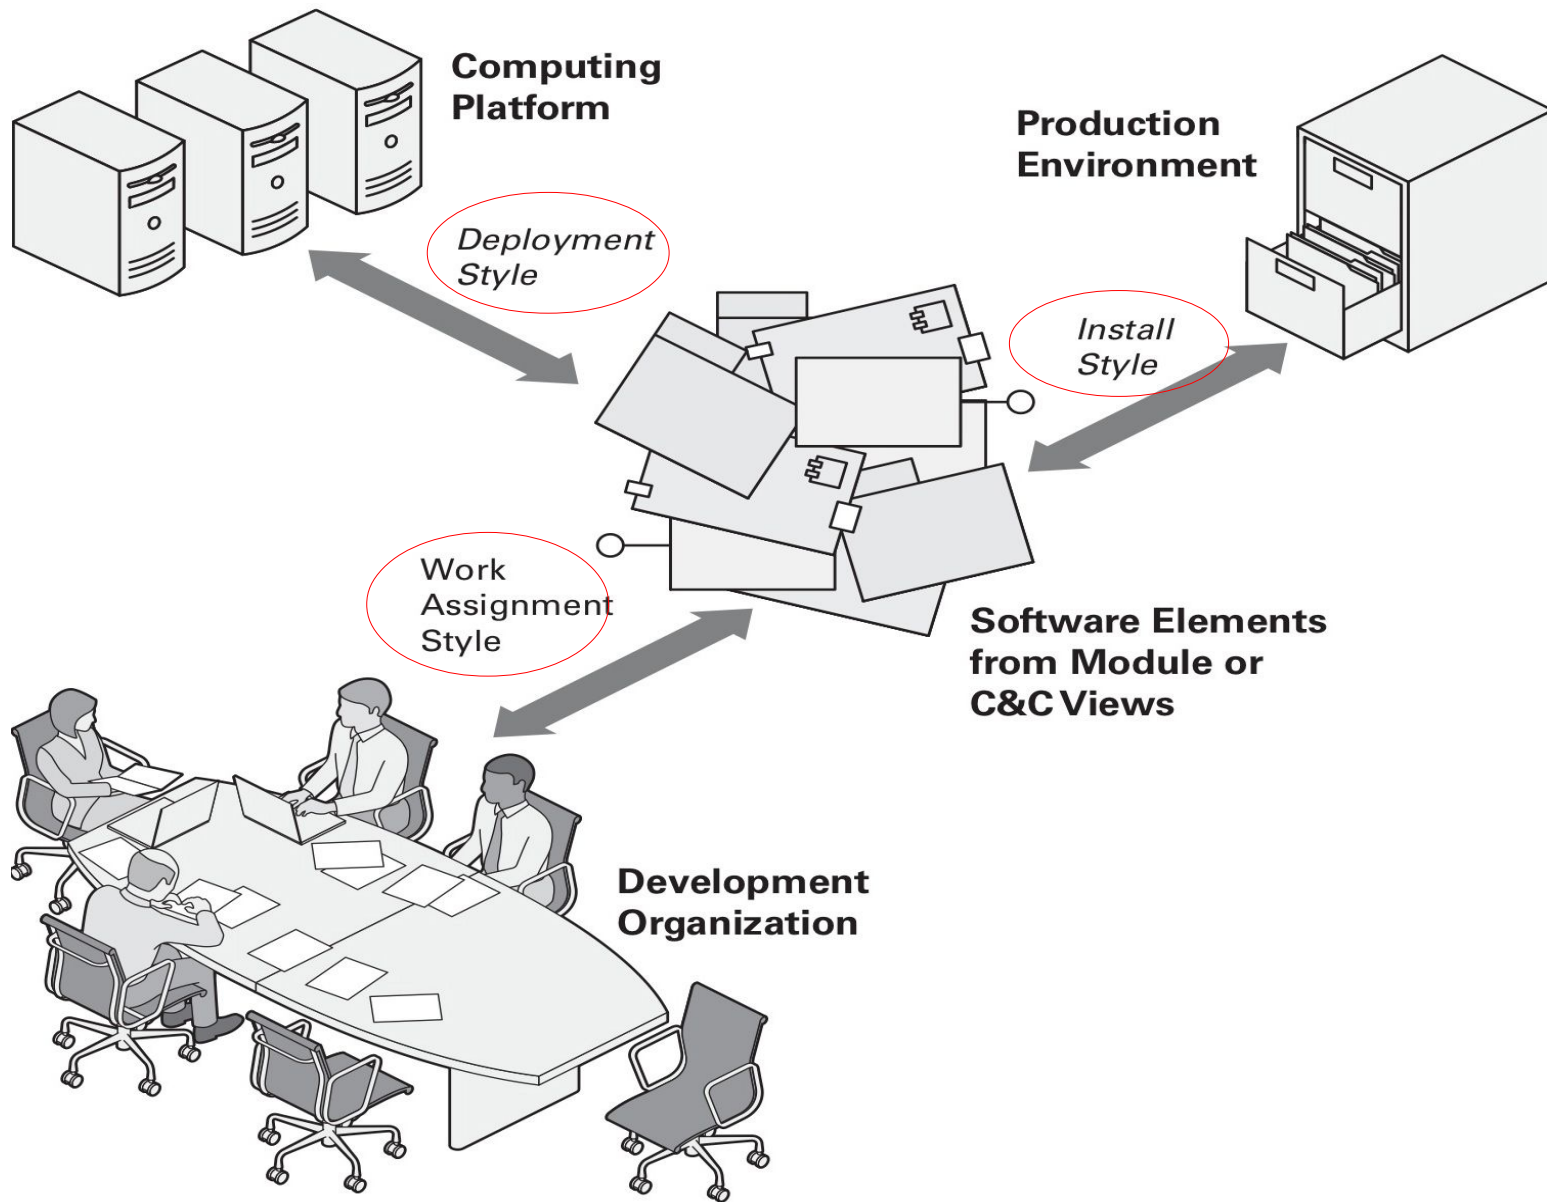 Computing
Platform
Production
Environment
Deployment
Style
Install
Style
Work
Assignment
Style
Software Elements
from Module or
C&C Views
Development
Organization